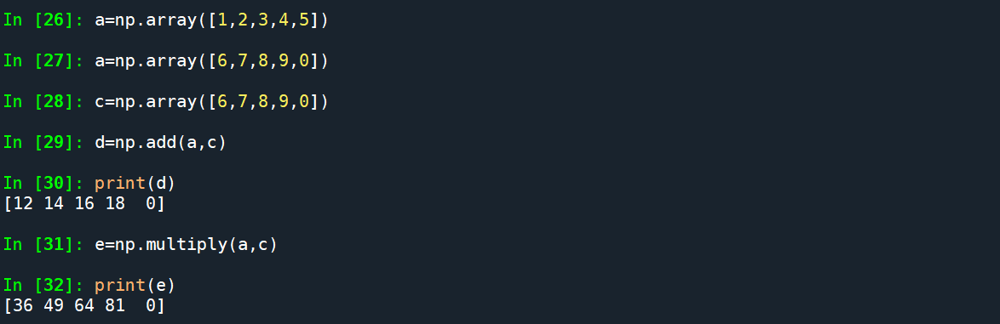 In [26]: a=np.array([1,2,3,4,5])
In [27]: a=np.array([6,7,8,9,0])
In [28]: c=np.array([6,7,8,9,0])
In [29]: d=np.add(a,c)
In [30]: print(d)
[12 14 16 18  0]
In [31]: e=np.multiply(a,c)
In [32]: print(e)
[36 49 64 81  0]